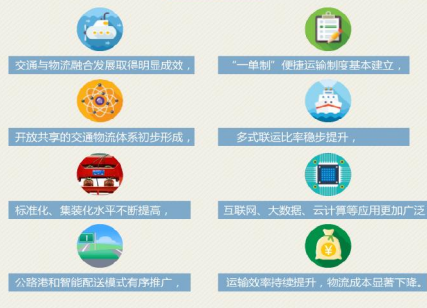 交通与物流融合发展取得明显成效，
“一单制”便捷运输制度基本建立，
开放共享的交通物流体系初步形成，
多式联运比率稳步提升，
标准化、集装化水平不断提高，
互联网、大数据、云计算等应用更加广泛
公路港和智能配送模式有序推广，
运输效率持续提升，物流成本显著下降。